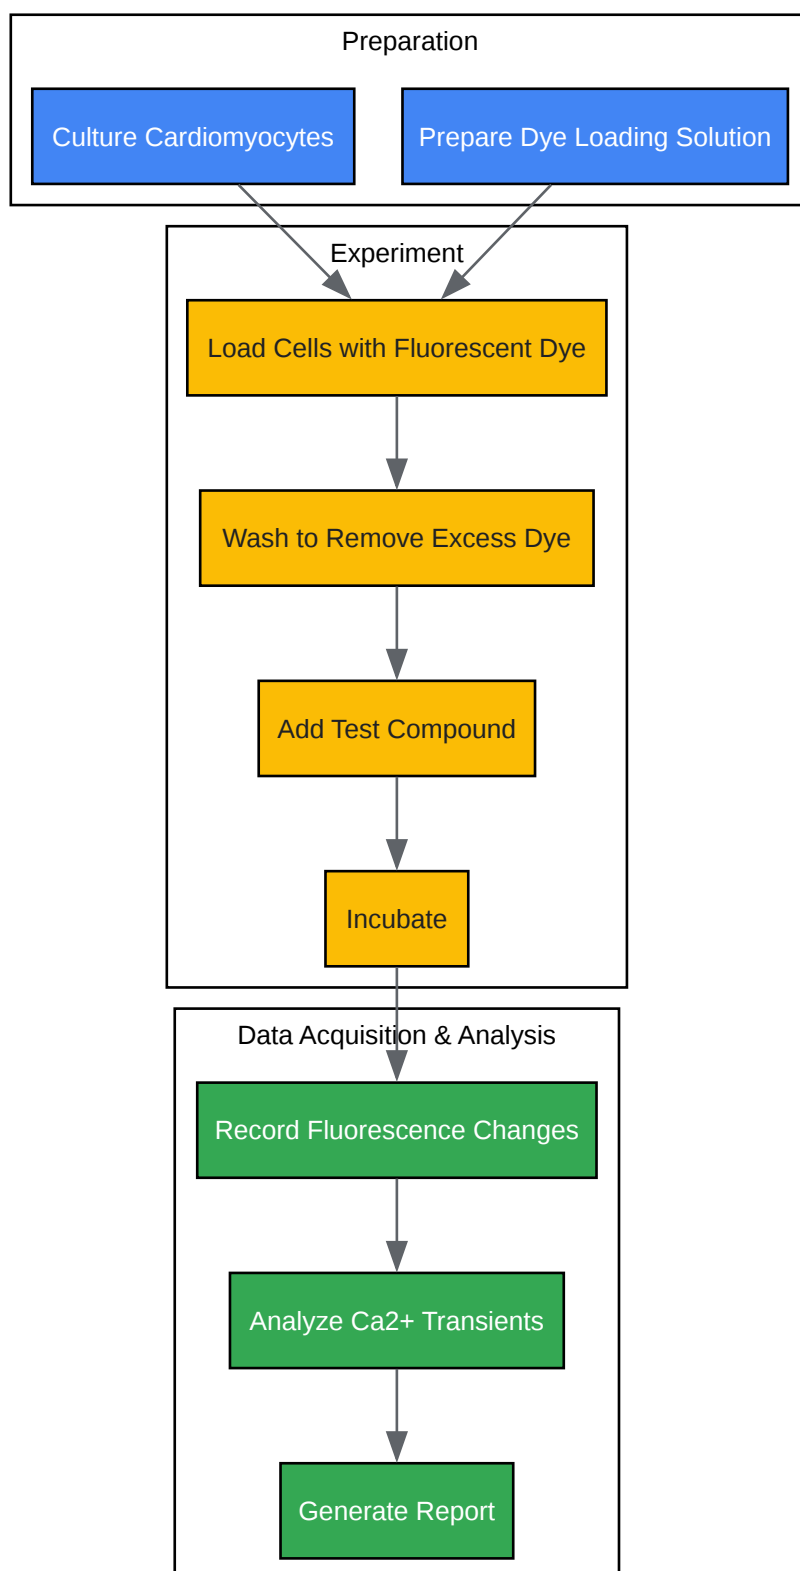 Preparation
Culture Cardiomyocytes
Prepare Dye Loading Solution
Experiment
Load Cells with Fluorescent Dye
Wash to Remove Excess Dye
Add Test Compound
Incubate
Data Acquisition & Analysis
Record Fluorescence Changes
Analyze Ca2+ Transients
Generate Report